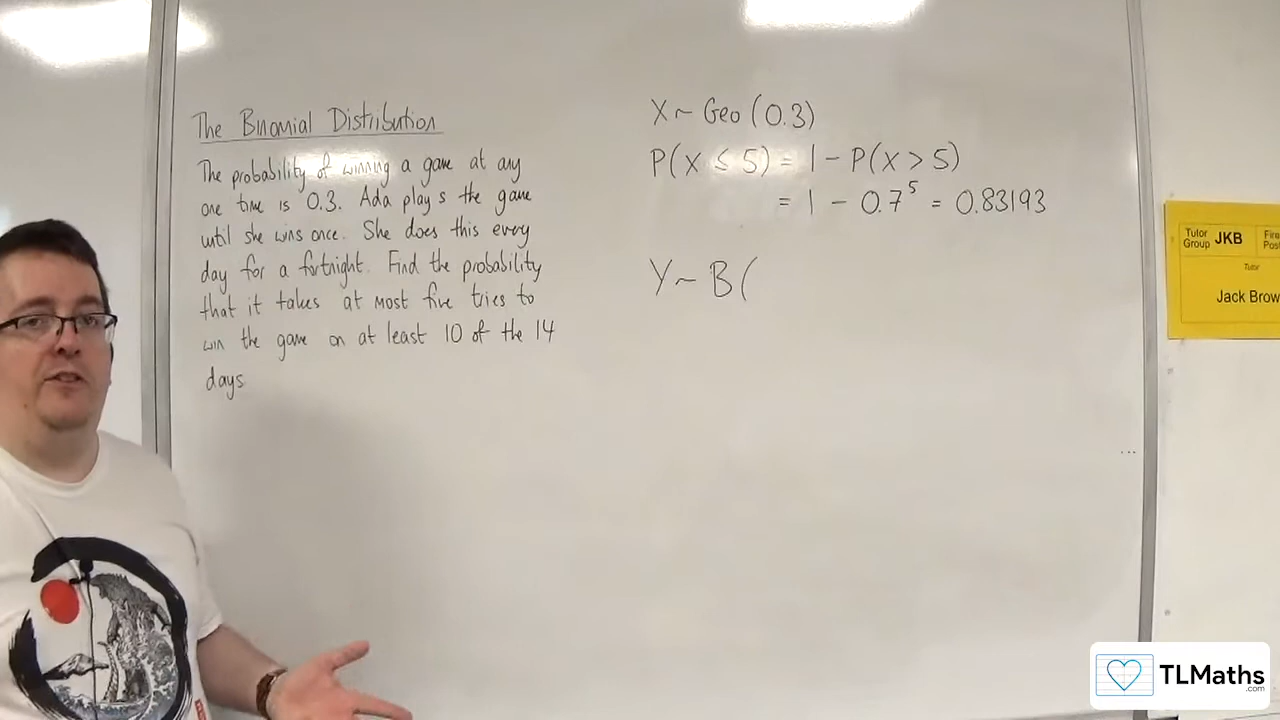 The Binomial Distribution
The probability of winning a game at any
one time is 0.3. Ada plays the game
until she wins once. She does this every
day for a fortnight. Find the probability
that it takes at most five tries to
win the game on at least 10 of the 14
days
X ~ Geo (0.3)
P(X ≤ 5) = 1 - P(X > 5)
= 1 - 0.7⁵ = 0.83193
Y ~ B(
Tutor Group JKB
Tutor
Jack Brow
TLMaths
.com